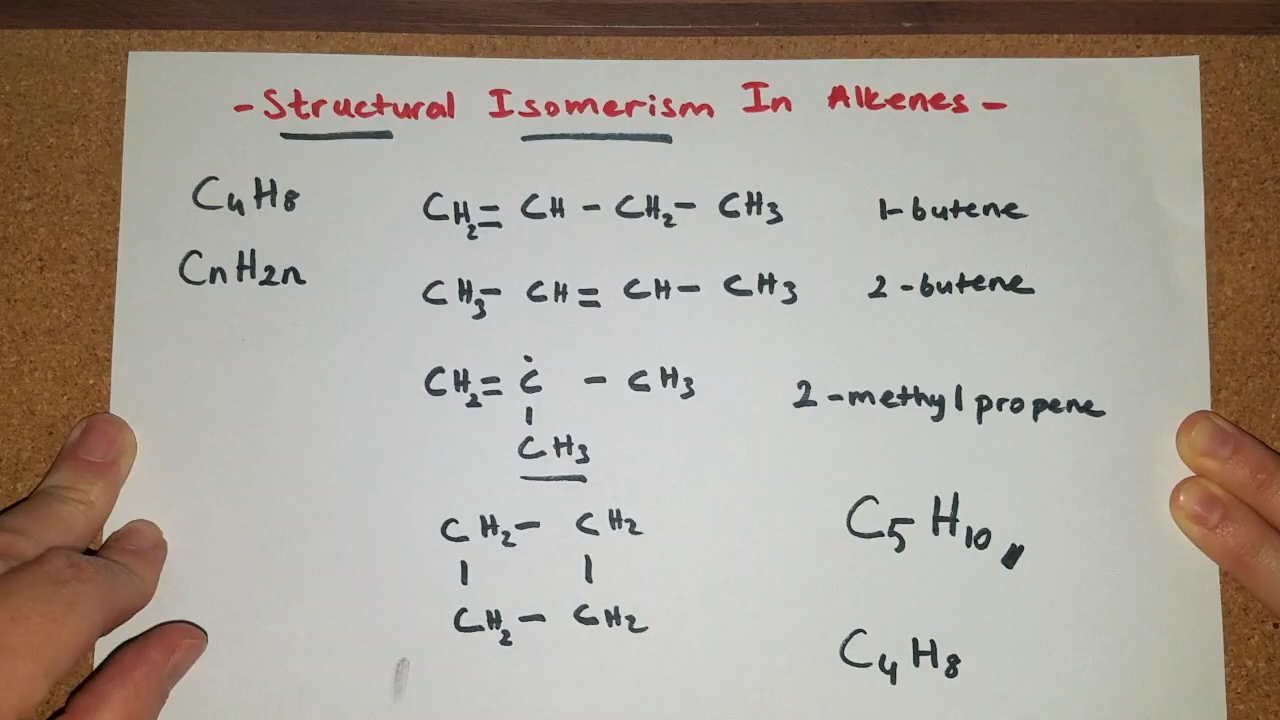 - Structural Isomerism In Alkenes -
C4H8
CH2 = CH - CH2 - CH3 1-butene
CnH2n
CH3 - CH = CH - CH3 2-butene
CH2 = C - CH3 2-methyl propene
|
CH3
C5H10
CH2 - CH2
| |
CH2 - CH2
C4H8